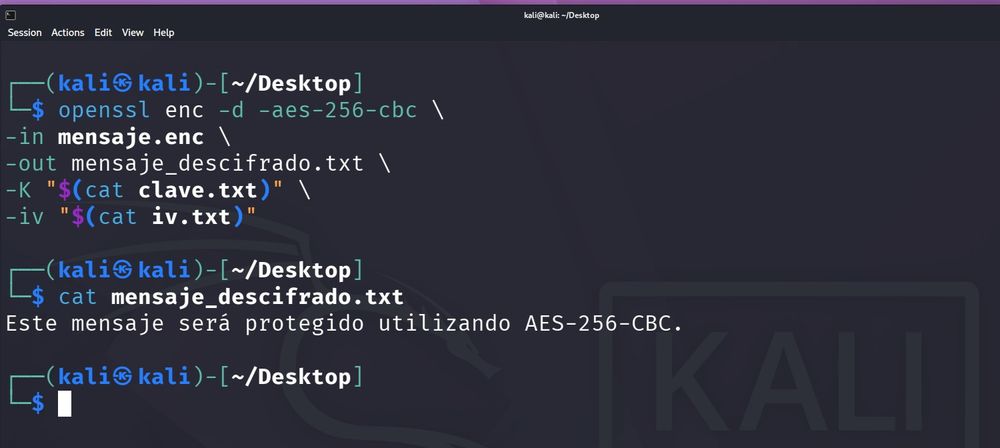 kali@kali: ~/Desktop
Session Actions Edit View Help
┌──(kali㉿kali)-[~/Desktop]
└─$ openssl enc -d -aes-256-cbc \
-in mensaje.enc \
-out mensaje_descifrado.txt \
-K "$(cat clave.txt)" \
-iv "$(cat iv.txt)"
┌──(kali㉿kali)-[~/Desktop]
└─$ cat mensaje_descifrado.txt
Este mensaje será protegido utilizando AES-256-CBC.
┌──(kali㉿kali)-[~/Desktop]
└─$
KALI